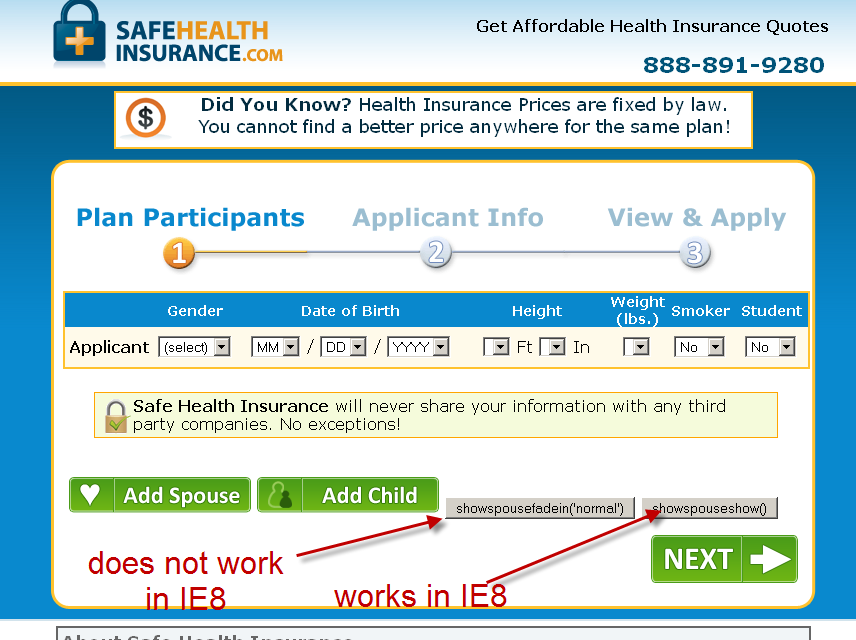 SAFEHEALTH
INSURANCE.COM
Get Affordable Health Insurance Quotes
888-891-9280
$
Did You Know? Health Insurance Prices are fixed by law.
You cannot find a better price anywhere for the same plan!
Plan Participants Applicant Info View & Apply
1 2 3
Gender Date of Birth Height Weight (lbs.) Smoker Student
Applicant (select) MM / DD / YYYY Ft In No No
Safe Health Insurance will never share your information with any third
party companies. No exceptions!
Add Spouse Add Child showspousefadein('normal') showspouseshow()
NEXT
does not work
in IE8
works in IE8
About Safe Health Insurance